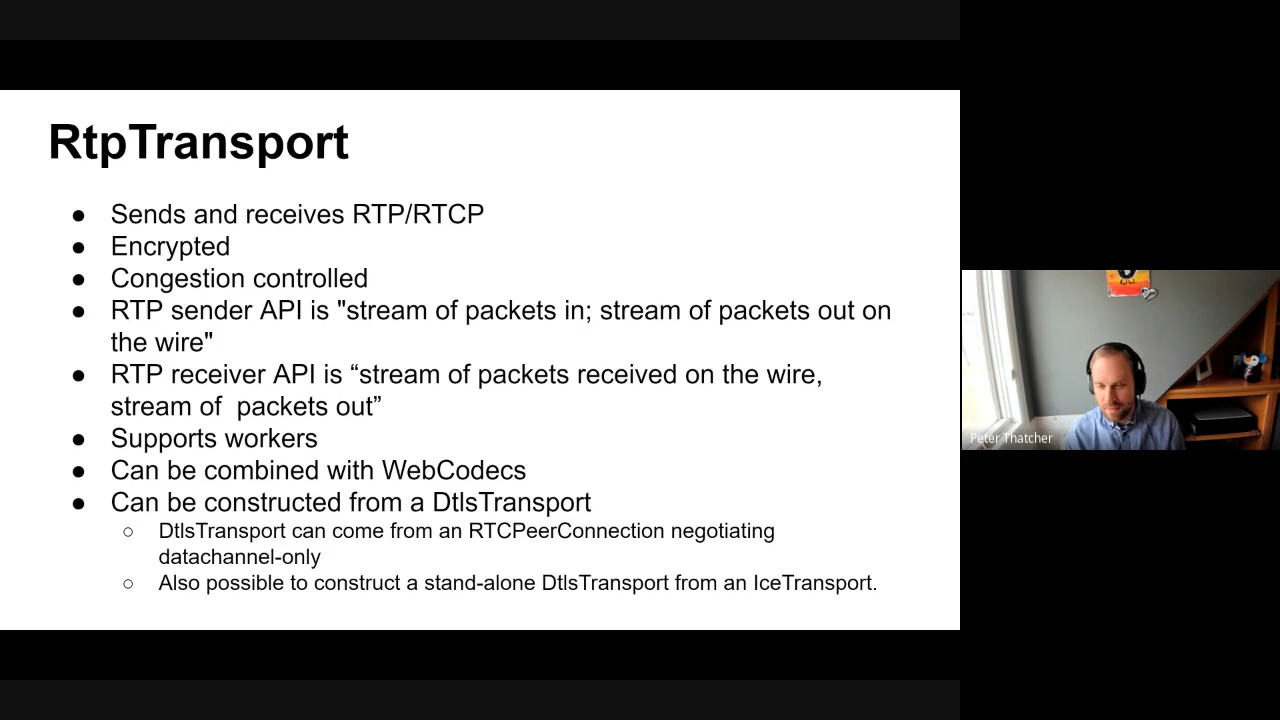 RtpTransport
● Sends and receives RTP/RTCP
● Encrypted
● Congestion controlled
● RTP sender API is "stream of packets in; stream of packets out on
the wire"
● RTP receiver API is “stream of packets received on the wire,
stream of  packets out”
● Supports workers
● Can be combined with WebCodecs
● Can be constructed from a DtlsTransport
○ DtlsTransport can come from an RTCPeerConnection negotiating
datachannel-only
○ Also possible to construct a stand-alone DtlsTransport from an IceTransport.
Peter Thatcher